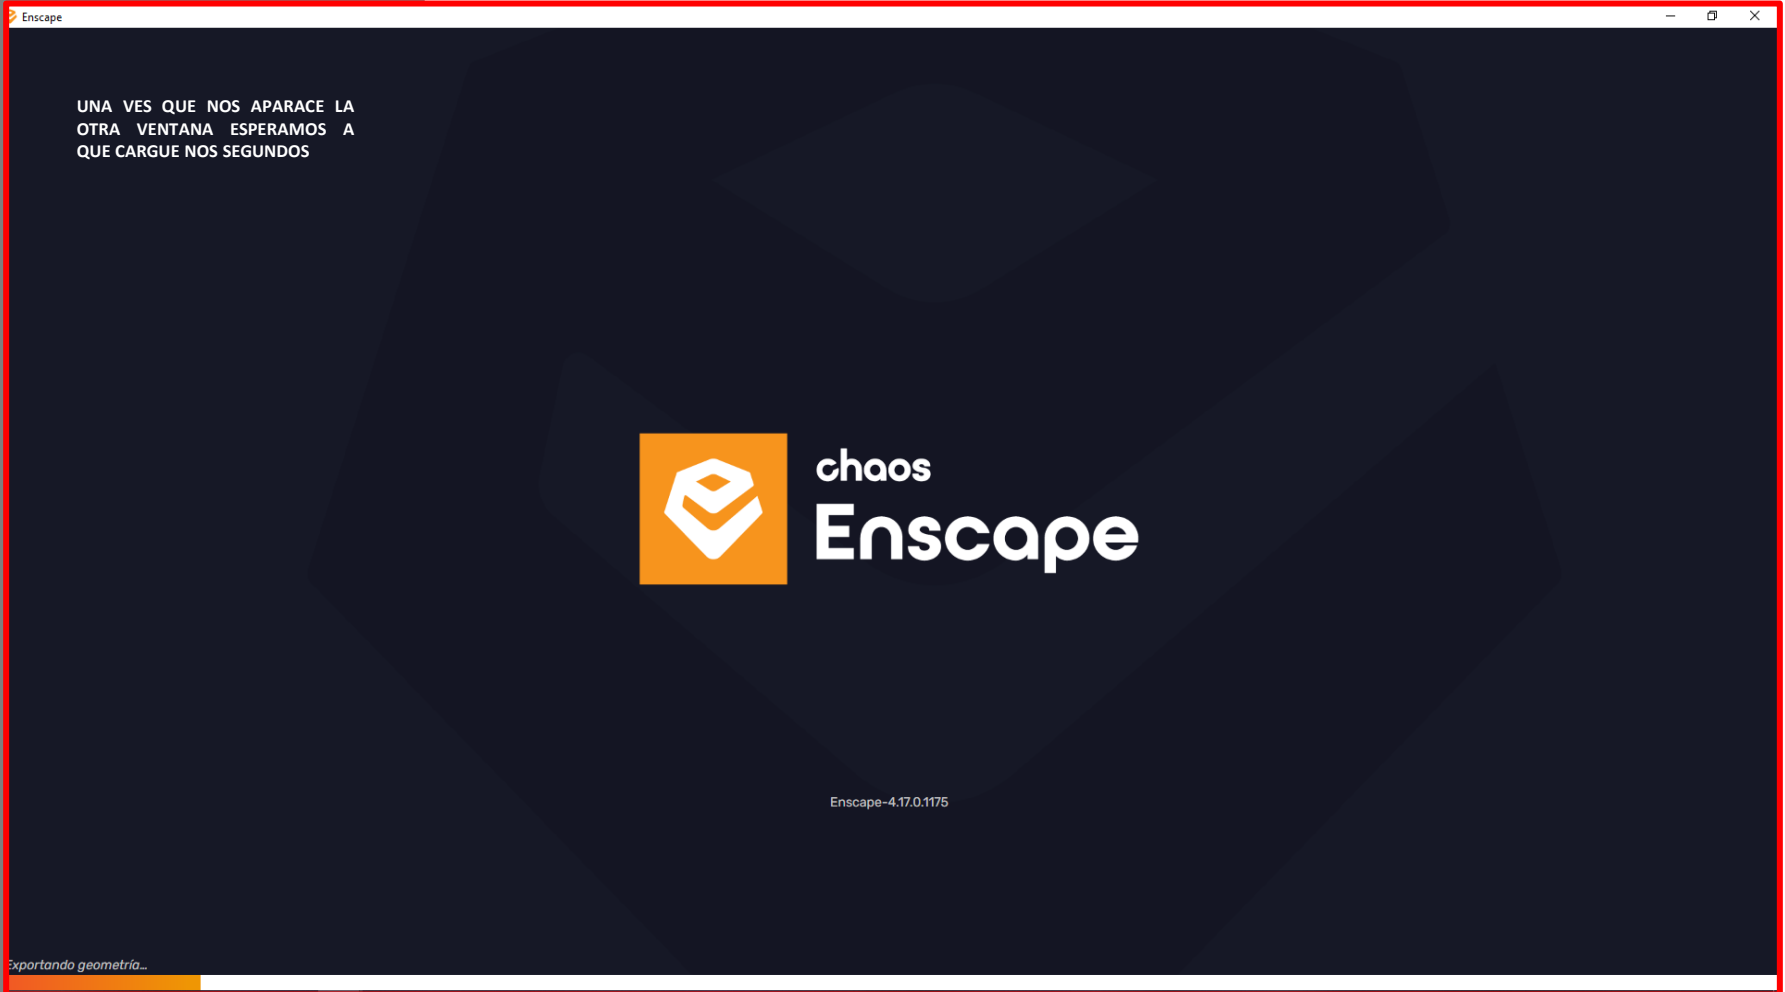 Enscape
UNA VES QUE NOS APARACE LA
OTRA VENTANA ESPERAMOS A
QUE CARGUE NOS SEGUNDOS
chaos
Enscape
Enscape-4.17.0.1175
Exportando geometría...